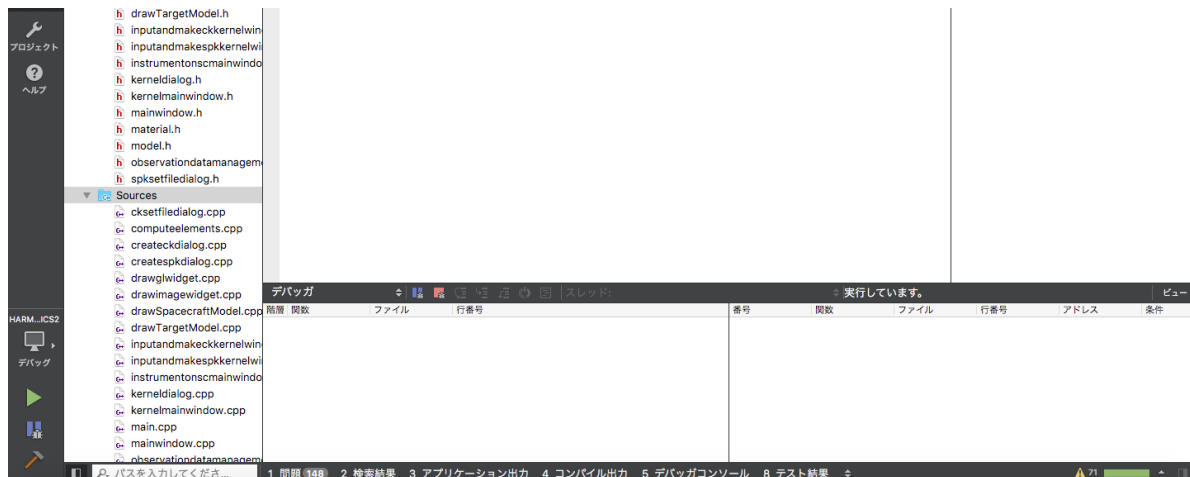 プロジェクト
ヘルプ
drawTargetModel.h
inputandmakeckkernelwin
inputandmakespkkernelwi
instrumentonscmainwindo
kerneldialog.h
kernelmainwindow.h
mainwindow.h
material.h
model.h
observationdatamanagem
spksetfiledialog.h
Sources
cksetfiledialog.cpp
computeelements.cpp
createckdialog.cpp
createspkdialog.cpp
drawglwidget.cpp
drawimagewidget.cpp
drawSpacecraftModel.cpp
drawTargetModel.cpp
inputandmakeckkernelwin
inputandmakespkkernelwi
instrumentonscmainwindo
kerneldialog.cpp
kernelmainwindow.cpp
main.cpp
mainwindow.cpp
observationdatamanagem
HARM...ICS2
デバッグ
デバッガ スレッド: 実行しています。 ビュー
階層 関数 ファイル 行番号 番号 関数 ファイル 行番号 アドレス 条件
パスを入力してくださ... 1 問題 148 2 検索結果 3 アプリケーション出力 4 コンパイル出力 5 デバッガコンソール 8 テスト結果 71